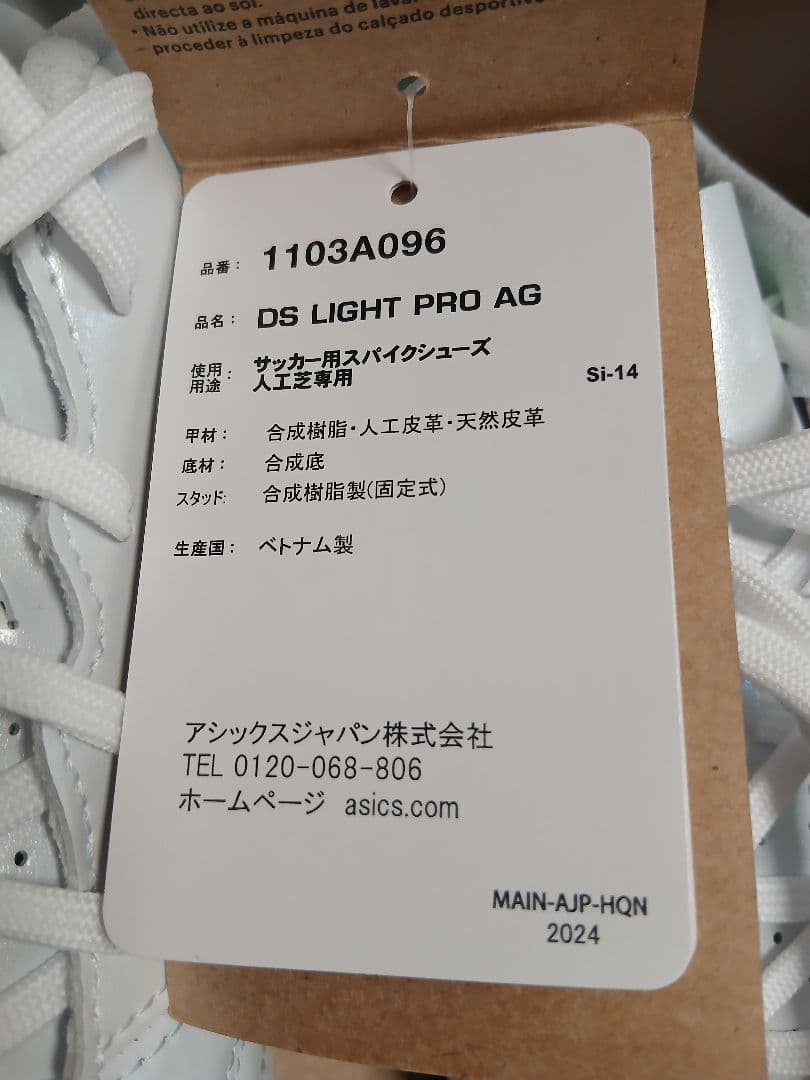 directa ao sol.
• Não utilize a máquina de
proceder à limpeza do calçado desportivo
品番： 1103A096
品名： DS LIGHT PRO AG
使用用途： サッカー用スパイクシューズ
人工芝専用
Si-14
甲材： 合成樹脂・人工皮革・天然皮革
底材： 合成底
スタッド： 合成樹脂製(固定式)
生産国： ベトナム製
アシックスジャパン株式会社
TEL 0120-068-806
ホームページ asics.com
MAIN-AJP-HQN
2024